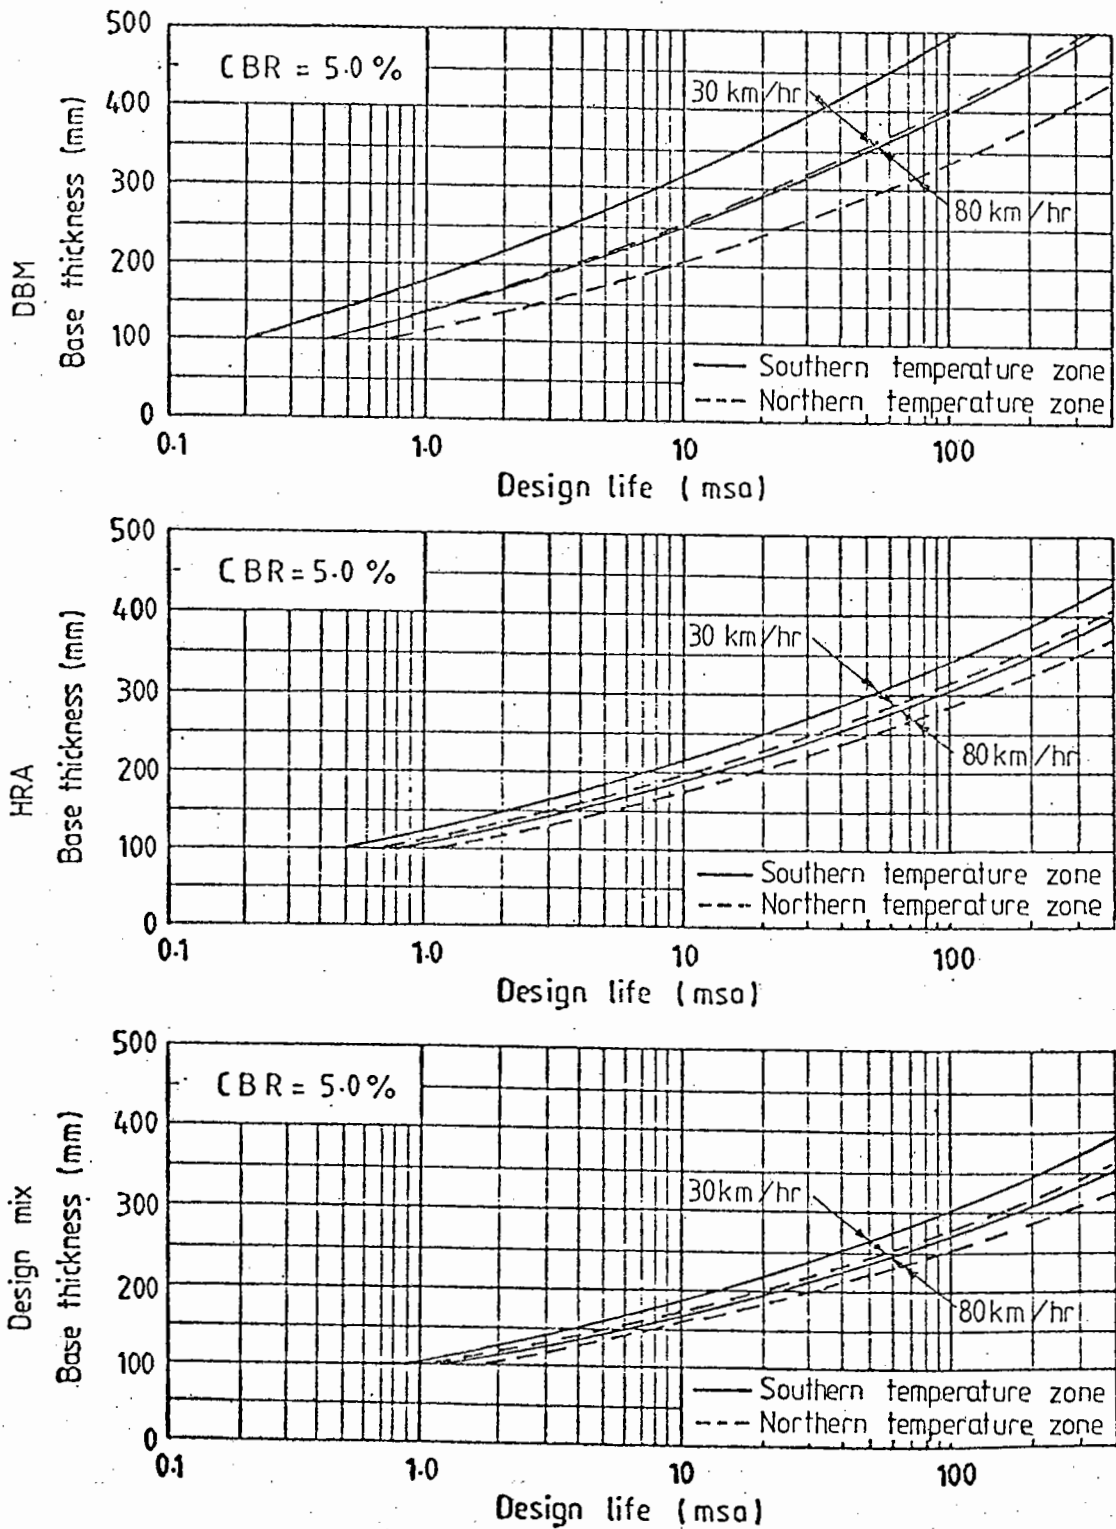 500
CBR = 5.0 %
400
300
200
100
0
DBM
Base thickness (mm)
30 km/hr
80 km/hr
Southern temperature zone
Northern temperature zone
0.1
1.0
10
100
Design life (msa)
500
CBR = 5.0 %
400
300
200
100
0
HRA
Base thickness (mm)
30 km/hr
80 km/hr
Southern temperature zone
Northern temperature zone
0.1
1.0
10
100
Design life (msa)
500
CBR = 5.0 %
400
300
200
100
0
Design mix
Base thickness (mm)
30km/hr
80km/hr
Southern temperature zone
Northern temperature zone
0.1
1.0
10
100
Design life (msa)